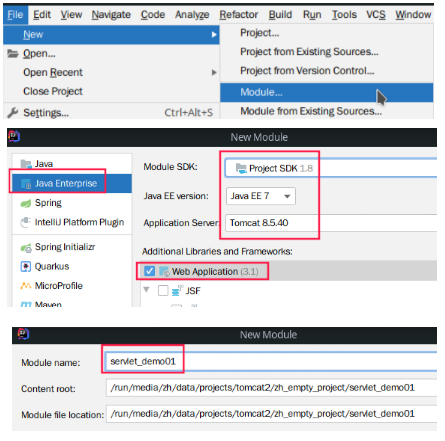 File Edit View Navigate Code Analyze Refactor Build Run Tools VCS Window
New
Project...
Open...
Project from Existing Sources...
Open Recent
Project from Version Control...
Close Project
Module...
Settings... Ctrl+Alt+S
Module from Existing Sources...
New Module
Java
Java Enterprise
Spring
IntelliJ Platform Plugin
Spring Initializr
Quarkus
MicroProfile
Maven
Module SDK: Project SDK 1.8
Java EE version: Java EE 7
Application Server: Tomcat 8.5.40
Additional Libraries and Frameworks:
Web Application (3.1)
JSF
New Module
Module name: servlet_demo01
Content root: /run/media/zh/data/projects/tomcat2/zh_empty_project/servlet_demo01
Module file location: /run/media/zh/data/projects/tomcat2/zh_empty_project/servlet_demo01